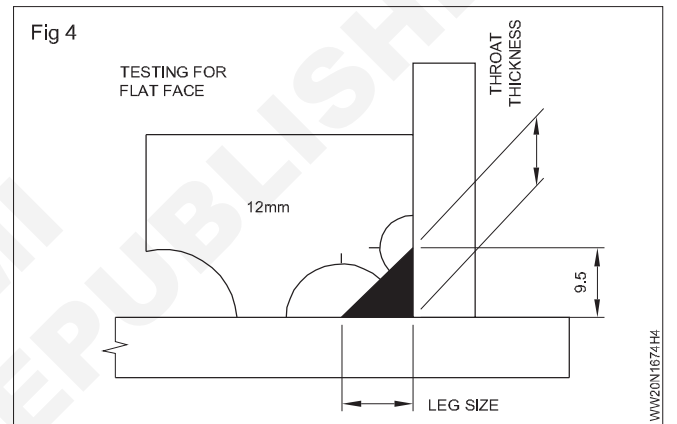 Fig 4
TESTING FOR
FLAT FACE
THROAT
THICKNESS
12mm
9.5
LEG SIZE
WW20N1674H4